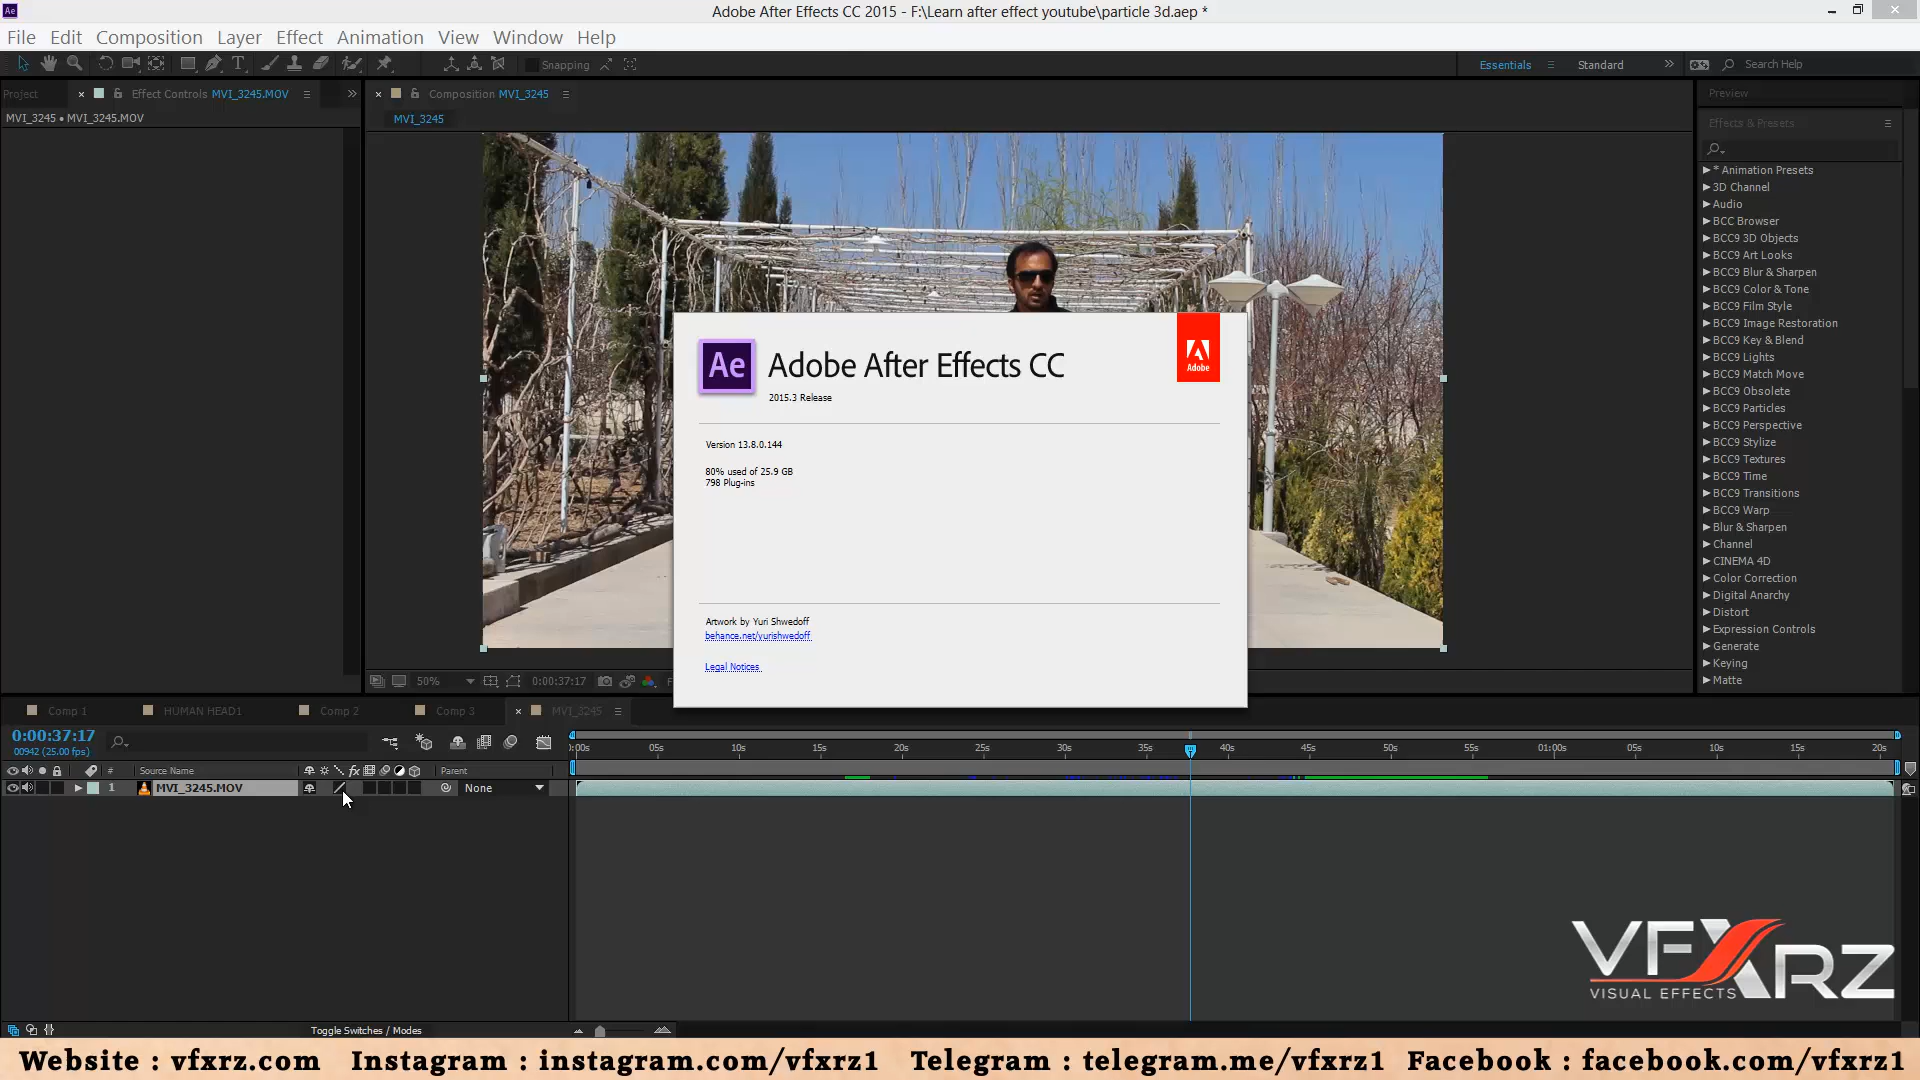 Ae
Adobe After Effects CC 2015 - F:\Learn after effect youtube\particle 3d.aep *
File Edit Composition Layer Effect Animation View Window Help
Snapping
Essentials
Standard
Search Help
Project
Effect Controls MVI_3245.MOV
Composition MVI_3245
Preview
MVI_3245 • MVI_3245.MOV
MVI_3245
Effects & Presets
* Animation Presets
3D Channel
Audio
BCC Browser
BCC9 3D Objects
BCC9 Art Looks
BCC9 Blur & Sharpen
BCC9 Color & Tone
BCC9 Film Style
BCC9 Image Restoration
BCC9 Key & Blend
BCC9 Lights
BCC9 Match Move
BCC9 Obsolete
BCC9 Particles
BCC9 Perspective
BCC9 Stylize
BCC9 Textures
BCC9 Time
BCC9 Transitions
BCC9 Warp
Blur & Sharpen
Channel
CINEMA 4D
Color Correction
Digital Anarchy
Distort
Expression Controls
Generate
Keying
Matte
Ae
Adobe After Effects CC
Adobe
2015.3 Release
Version 13.8.0.144
80% used of 25.9 GB
798 Plug-ins
Artwork by Yuri Shwedoff
behance.net/yurishwedoff
Legal Notices
50%
0:00:37:17
Comp 1
HUMAN HEAD1
Comp 2
Comp 3
MVI_3245
0:00:37:17
00942 (25.00 fps)
:00s 05s 10s 15s 20s 25s 30s 35s 40s 45s 50s 55s 01:00s 05s 10s 15s 20s
# Source Name
fx
Parent
1 MVI_3245.MOV
None
Toggle Switches / Modes
VFXRZ
VISUAL EFFECTS
Website : vfxrz.com Instagram : instagram.com/vfxrz1 Telegram : telegram.me/vfxrz1 Facebook : facebook.com/vfxrz1